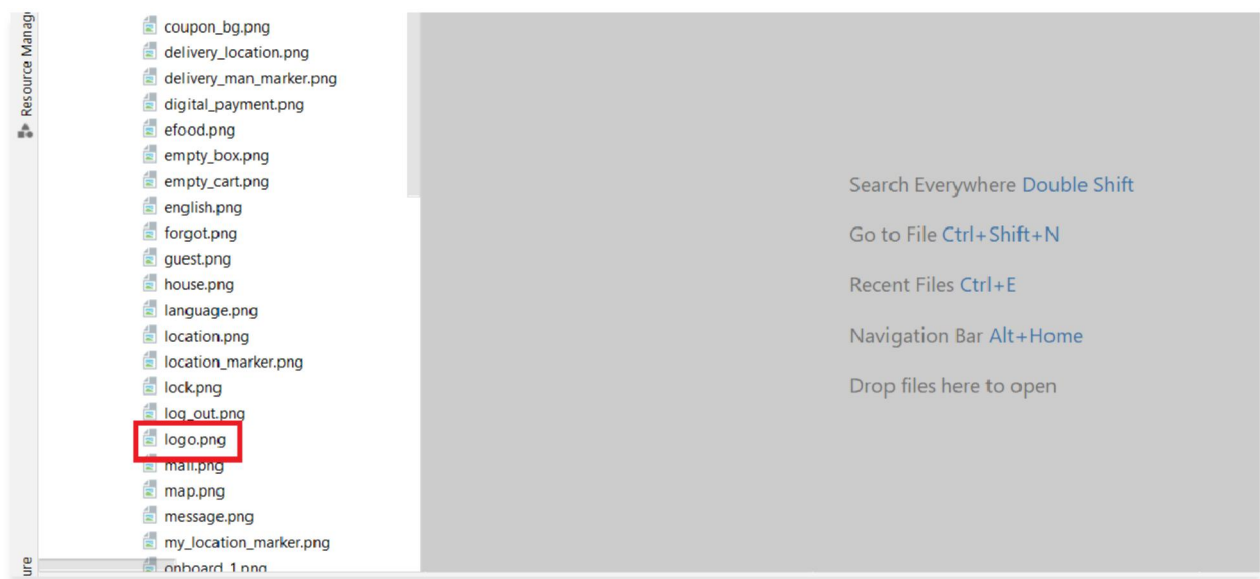 Resource Manag
coupon_bg.png
delivery_location.png
delivery_man_marker.png
digital_payment.png
efood.png
empty_box.png
empty_cart.png
english.png
forgot.png
guest.png
house.png
language.png
location.png
location_marker.png
lock.png
log_out.png
logo.png
mail.png
map.png
message.png
my_location_marker.png
onboard_1.png
ure
Search Everywhere Double Shift
Go to File Ctrl+Shift+N
Recent Files Ctrl+E
Navigation Bar Alt+Home
Drop files here to open